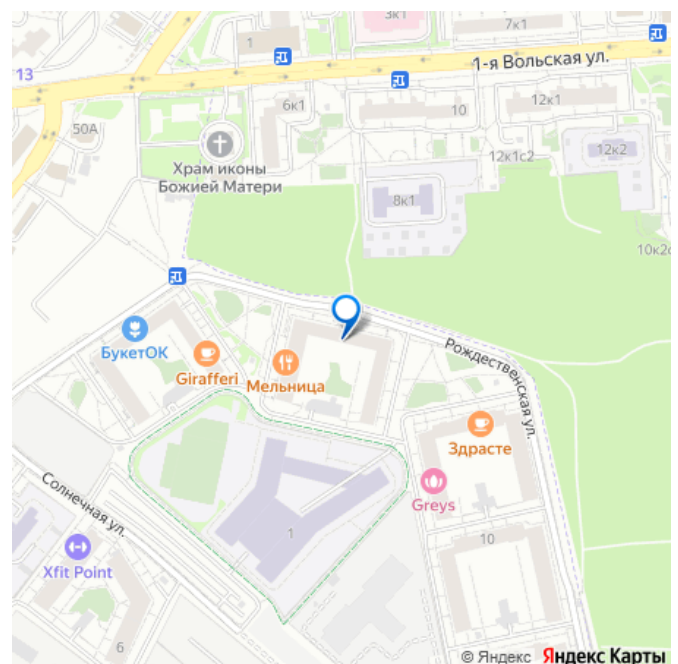 3к1
7к1
1
1-я Вольская ул.
13
6к1
10
12к1
50А
Храм иконы
Божией Матери
12к1с2
12к2
8к1
10к2с
БукетОК
Girafferi
Мельница
Рождественская ул.
Здрасте
Greys
Солнечная ул.
1
10
Xfit Point
6
© Яндекс Яндекс Карты